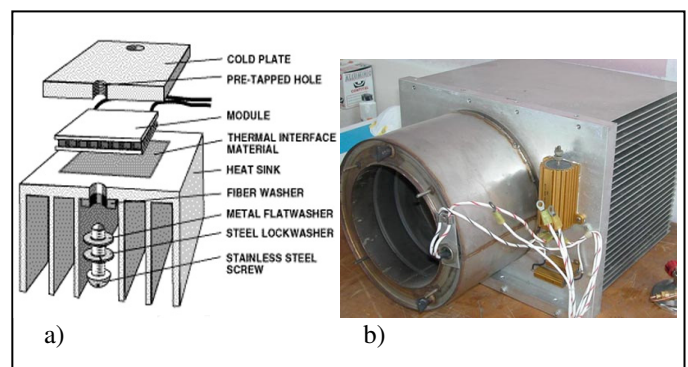 COLD PLATE
PRE-TAPPED HOLE
MODULE
THERMAL INTERFACE
MATERIAL
HEAT SINK
FIBER WASHER
METAL FLATWASHER
STEEL LOCKWASHER
STAINLESS STEEL
SCREW
a)
b)